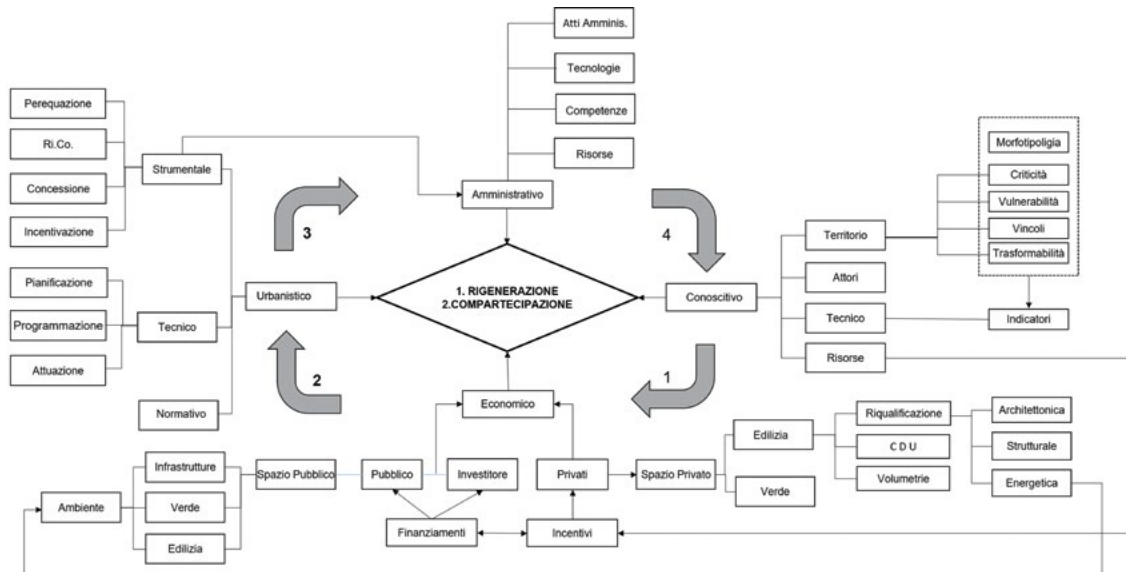 Atti Amminis.
Tecnologie
Competenze
Risorse
Amministrativo
Perequazione
Ri.Co.
Concessione
Incentivazione
Strumentale
Pianificazione
Programmazione
Attuazione
Tecnico
Normativo
Urbanistico
3
4
2
1
1. RIGENERAZIONE
2.COMPARTECIPAZIONE
Conoscitivo
Territorio
Attori
Tecnico
Risorse
Morfotipoligia
Criticità
Vulnerabilità
Vincoli
Trasformabilità
Indicatori
Economico
Ambiente
Infrastrutture
Verde
Edilizia
Spazio Pubblico
Pubblico
Investitore
Finanziamenti
Privati
Incentivi
Spazio Privato
Edilizia
Verde
Riqualificazione
C D U
Volumetrie
Architettonica
Strutturale
Energetica